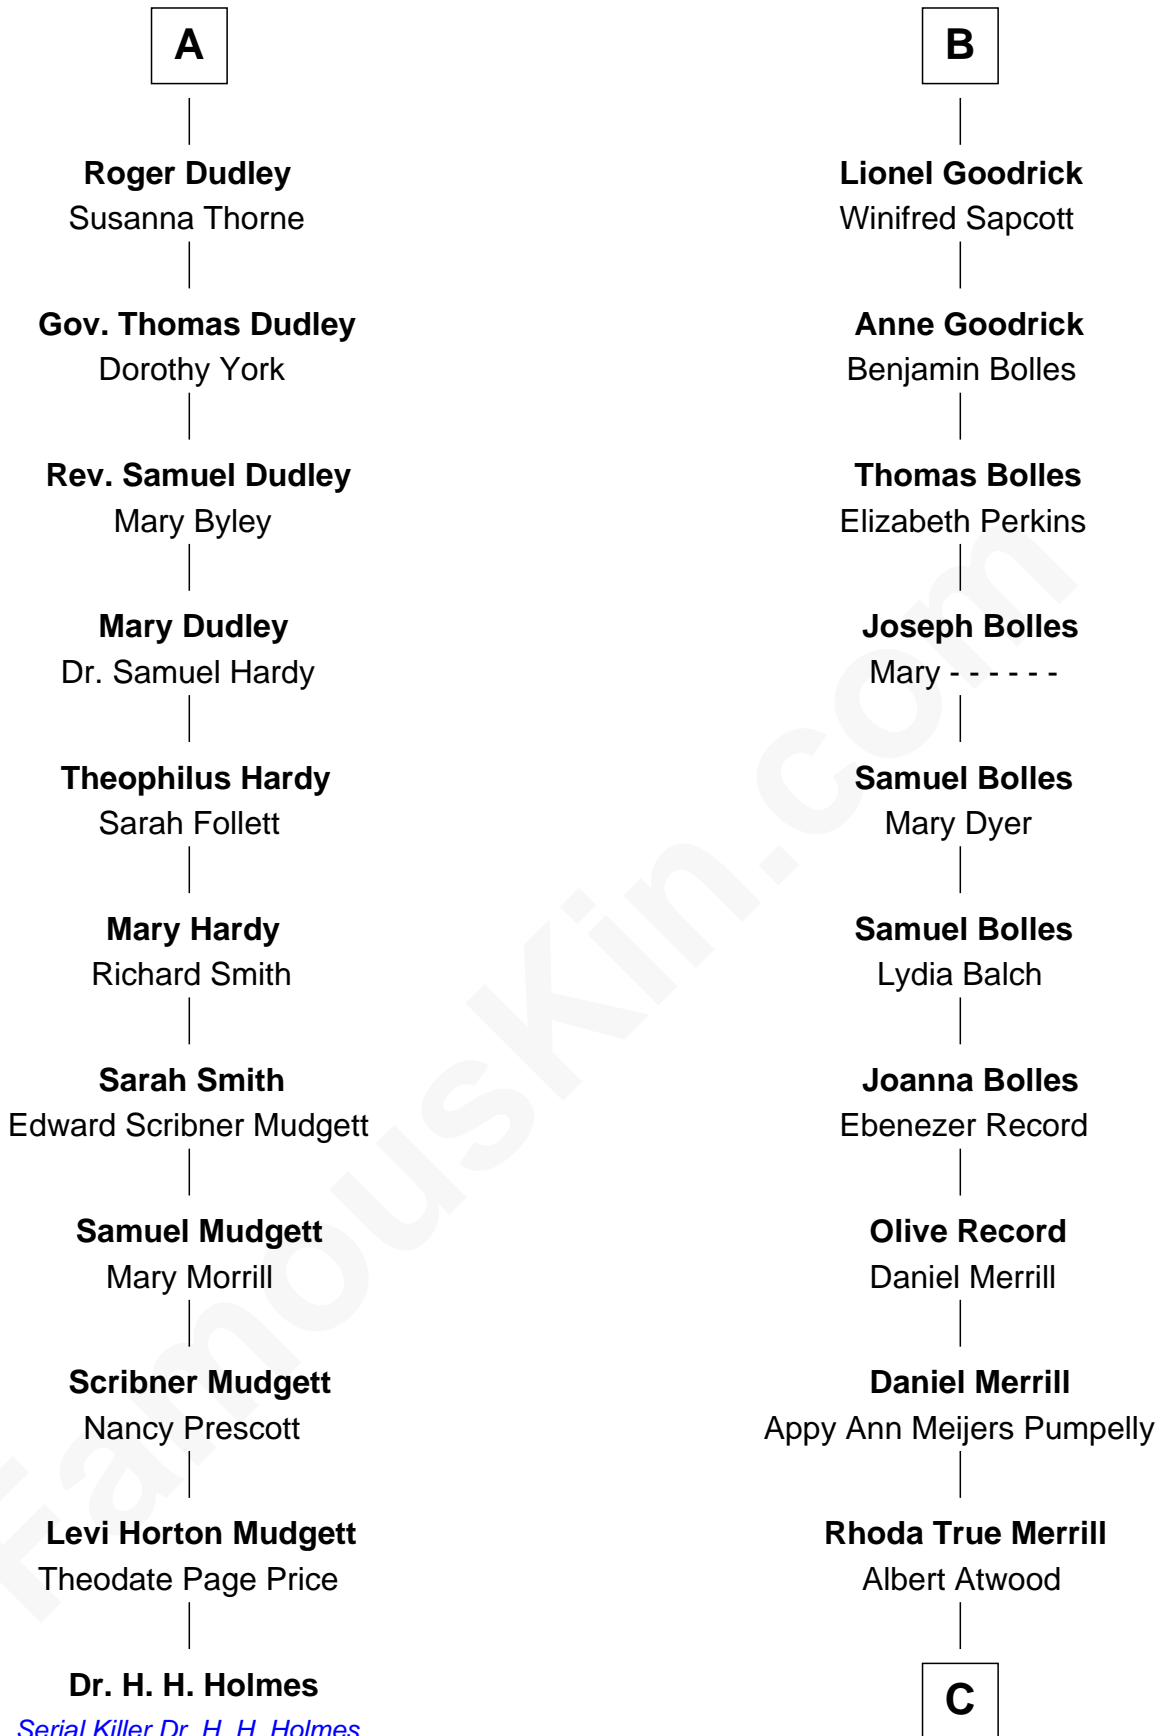 A
Roger Dudley
Susanna Thorne
Gov. Thomas Dudley
Dorothy York
Rev. Samuel Dudley
Mary Byley
Mary Dudley
Dr. Samuel Hardy
Theophilus Hardy
Sarah Follett
Mary Hardy
Richard Smith
Sarah Smith
Edward Scribner Mudgett
Samuel Mudgett
Mary Morrill
Scribner Mudgett
Nancy Prescott
Levi Horton Mudgett
Theodate Page Price
Dr. H. H. Holmes
Serial Killer Dr. H. H. Holmes
B
Lionel Goodrick
Winifred Sapcott
Anne Goodrick
Benjamin Bolles
Thomas Bolles
Elizabeth Perkins
Joseph Bolles
Mary - - - - - -
Samuel Bolles
Mary Dyer
Samuel Bolles
Lydia Balch
Joanna Bolles
Ebenezer Record
Olive Record
Daniel Merrill
Daniel Merrill
Appy Ann Meijers Pumpelly
Rhoda True Merrill
Albert Atwood
C
FamousKin.com